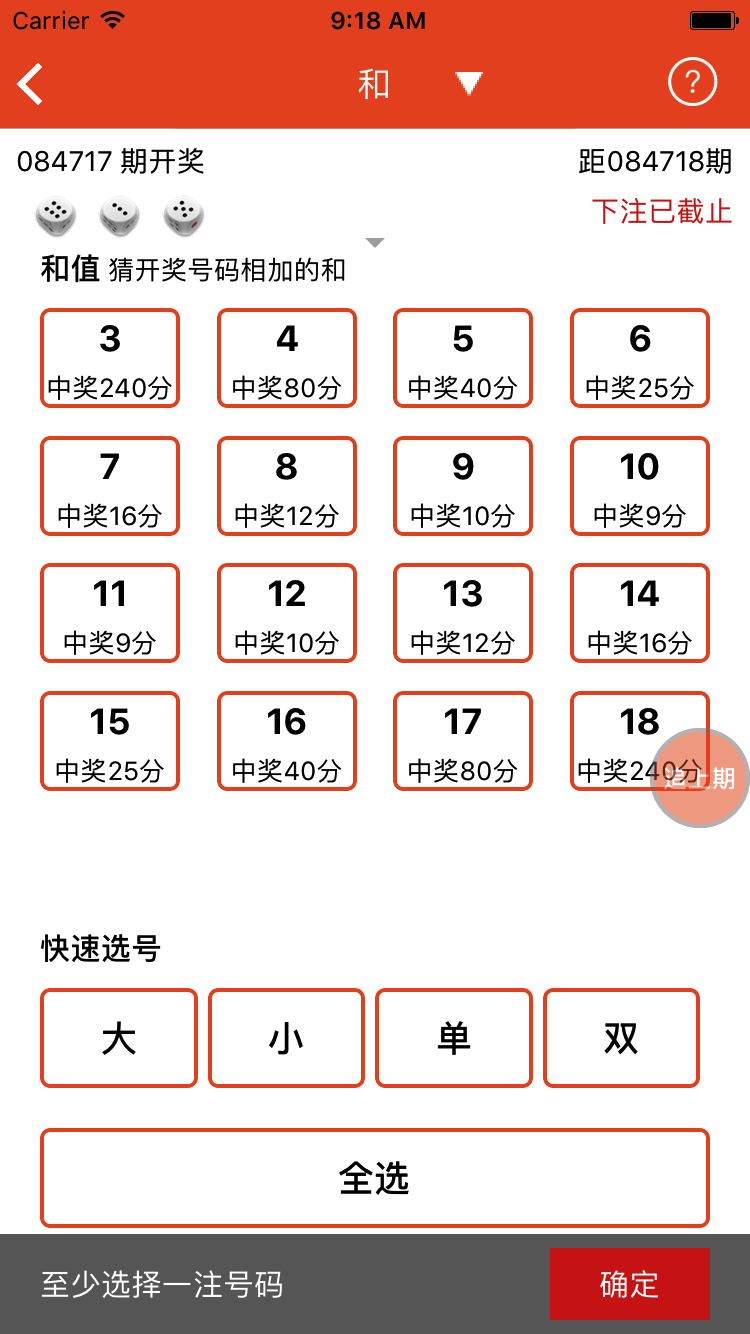 Carrier 9:18 AM
和 ▼ ?
084717 期开奖 距084718期
下注已截止
和值 猜开奖号码相加的和
3 4 5 6
中奖240分 中奖80分 中奖40分 中奖25分
7 8 9 10
中奖16分 中奖12分 中奖10分 中奖9分
11 12 13 14
中奖9分 中奖10分 中奖12分 中奖16分
15 16 17 18
中奖25分 中奖40分 中奖80分 中奖240分
追上期
快速选号
大 小 单 双
全选
至少选择一注号码 确定